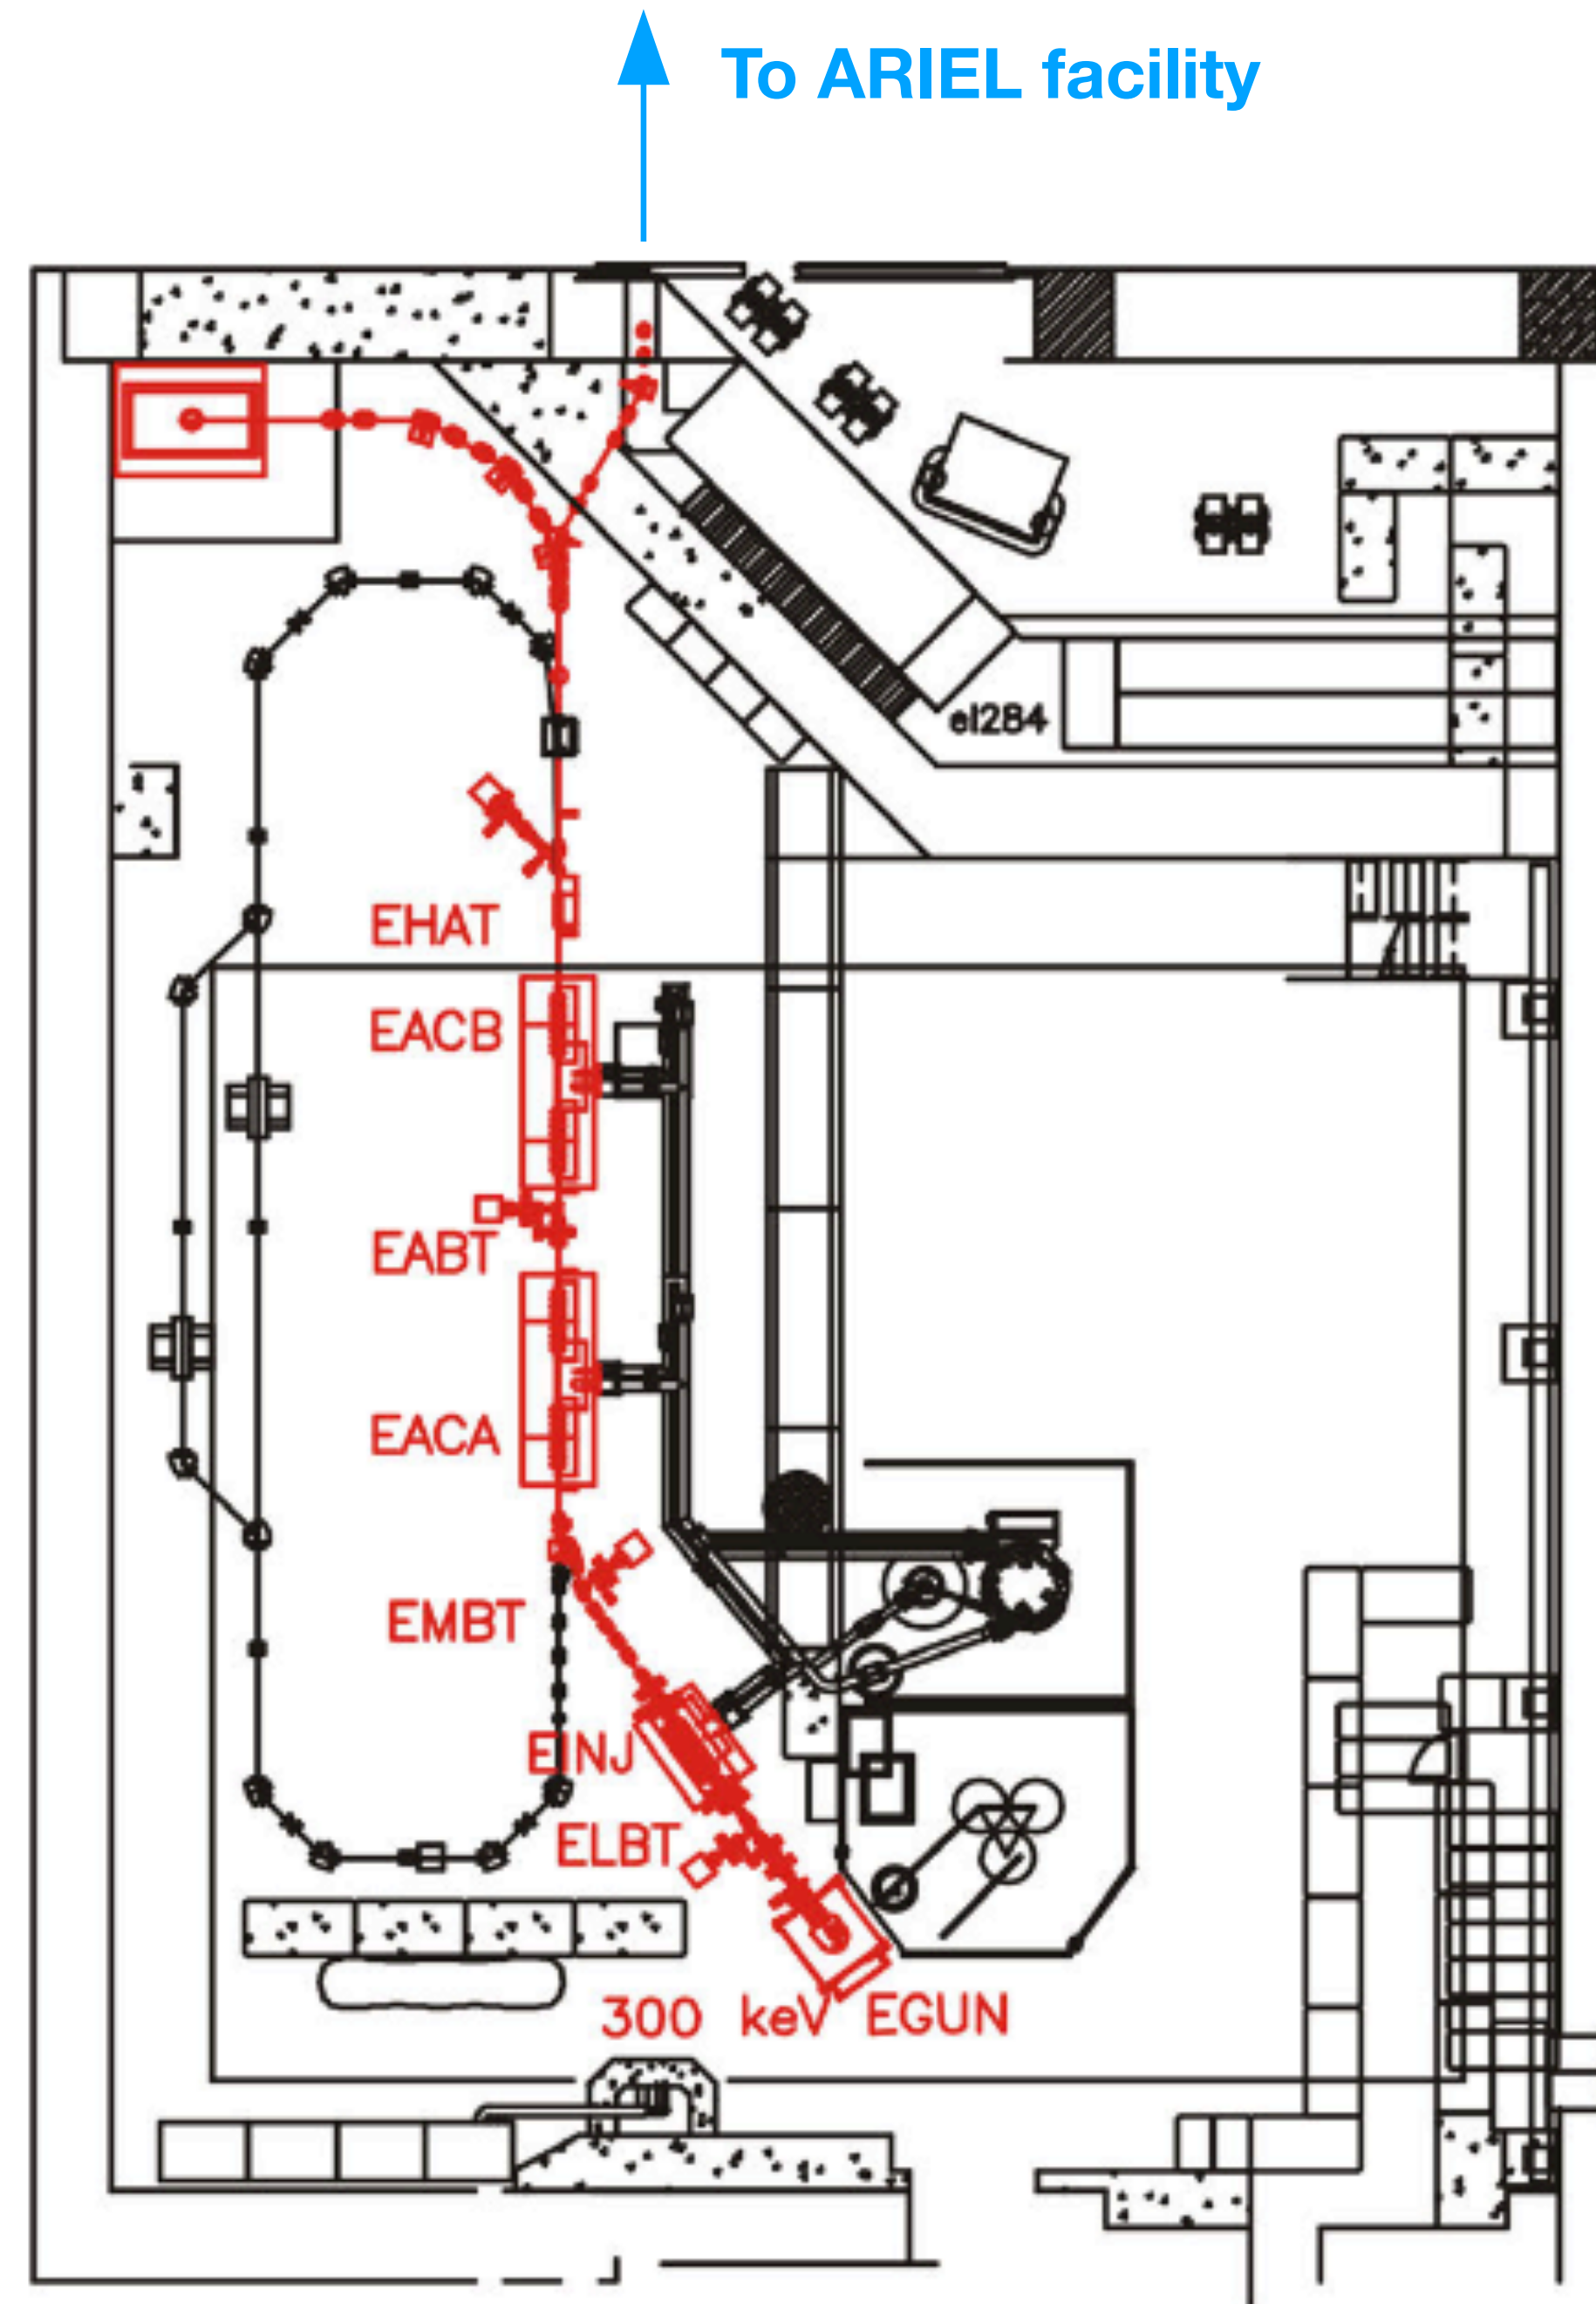 To ARIEL facility
el284
EHAT
EACB
EABT
EACA
EMBT
EINJ
ELBT
300 keV EGUN